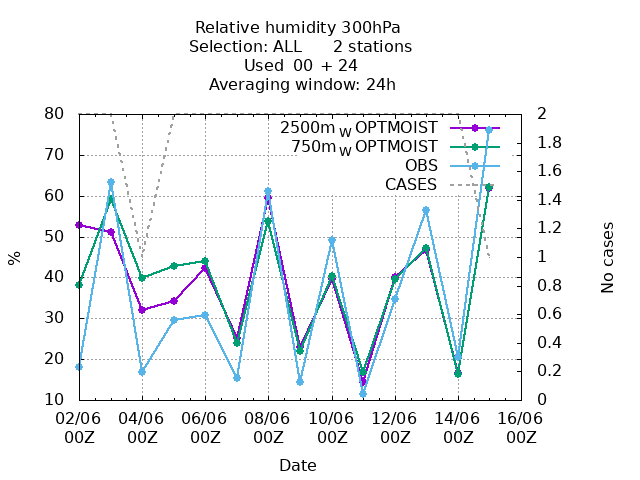 Relative humidity 300hPa
Selection: ALL 2 stations
Used 00 + 24
Averaging window: 24h
80 2
2500m W OPTMOIST
70 1.8
750m W OPTMOIST
OBS
60 1.6
CASES
50 1.4
40 1.2
30 1
20 0.8
10 0.6
0.4
0.2
0
%
No cases
02/06 04/06 06/06 08/06 10/06 12/06 14/06 16/06
00Z 00Z 00Z 00Z 00Z 00Z 00Z 00Z
Date